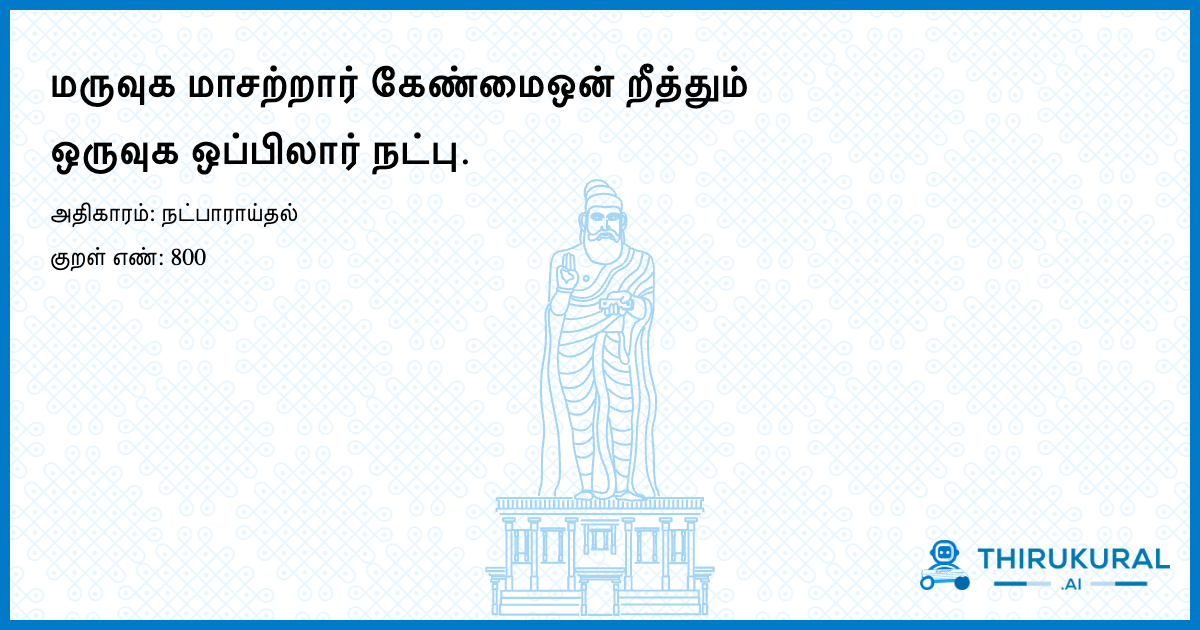 மருவுக மாசற்றார் கேண்மைஒன் றீத்தும்
ஒருவுக ஒப்பிலார் நட்பு.
அதிகாரம்: நட்பாராய்தல்
குறள் எண்: 800
THIRUKURAL
.AI